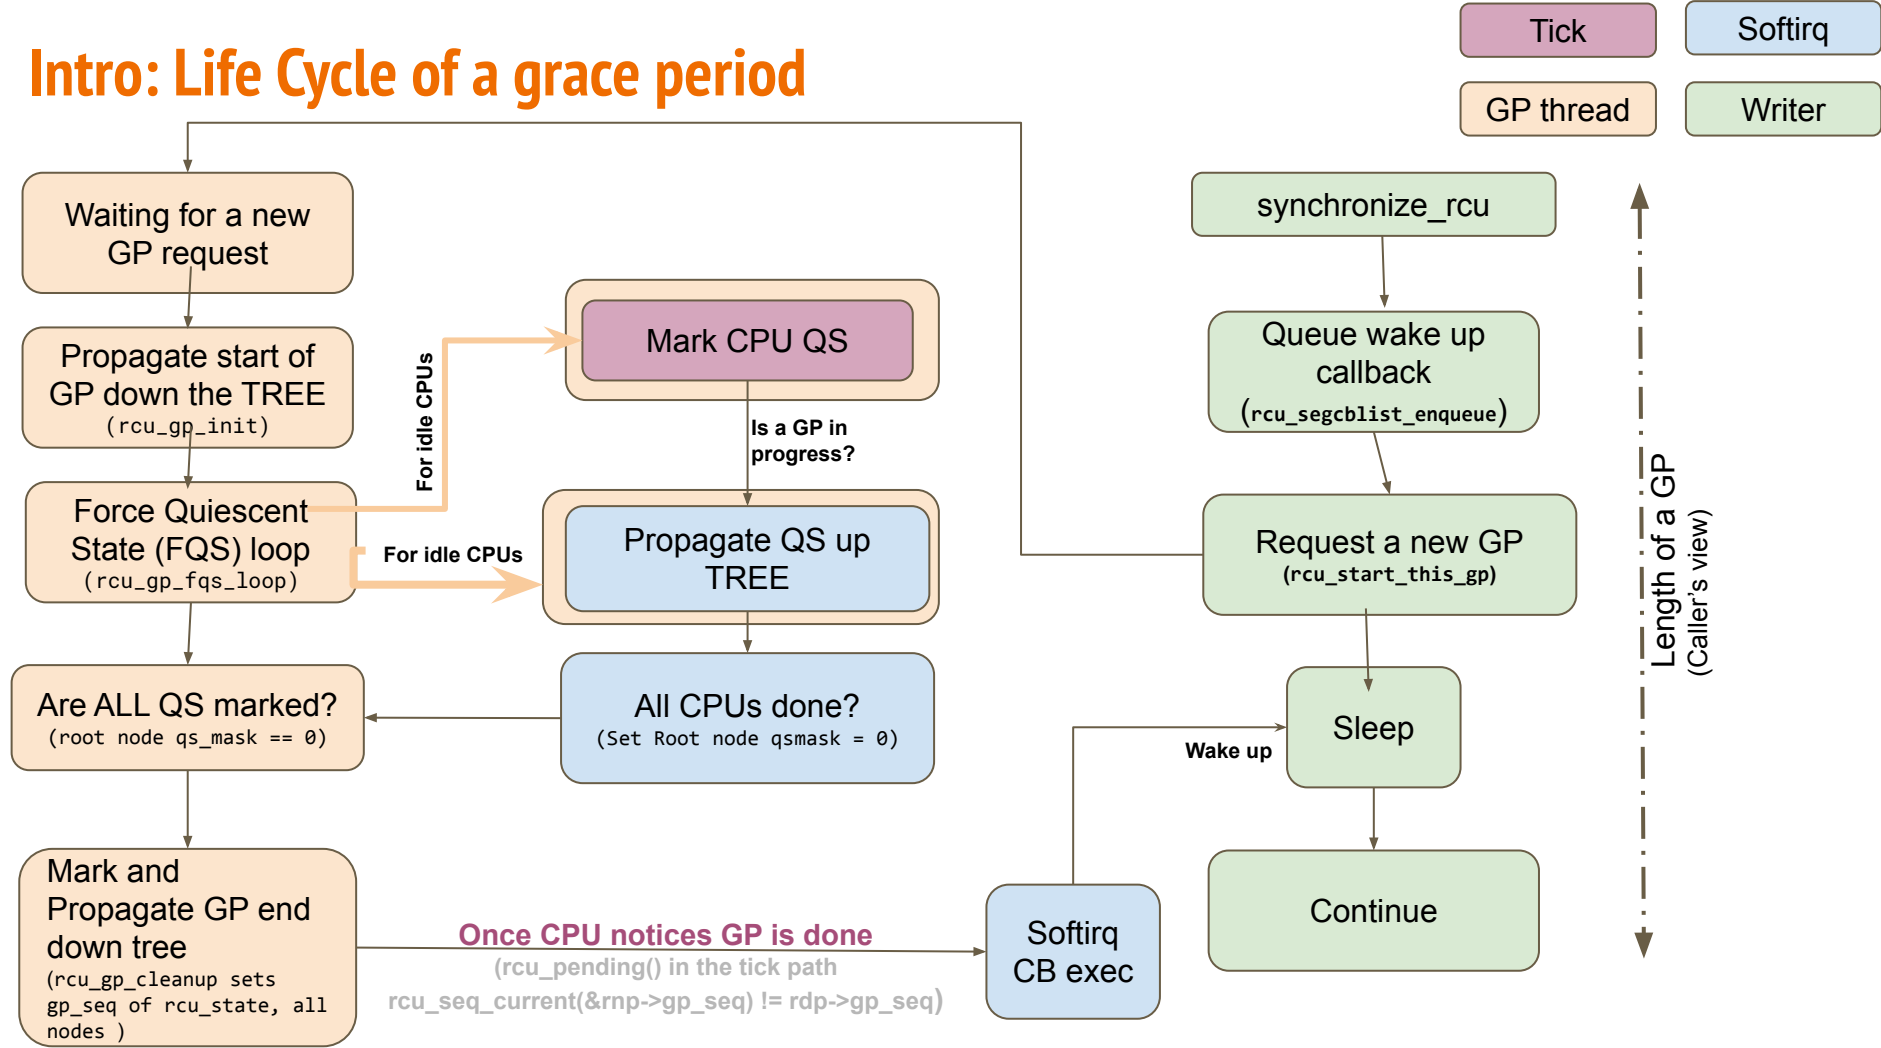 Intro: Life Cycle of a grace period
Tick
Softirq
GP thread
Writer
Waiting for a new
GP request
Propagate start of
GP down the TREE
(rcu_gp_init)
Force Quiescent
State (FQS) loop
(rcu_gp_fqs_loop)
Are ALL QS marked?
(root node qs_mask == 0)
Mark and
Propagate GP end
down tree
(rcu_gp_cleanup sets
gp_seq of rcu_state, all
nodes )
For idle CPUs
For idle CPUs
Mark CPU QS
Is a GP in
progress?
Propagate QS up
TREE
All CPUs done?
(Set Root node qsmask = 0)
Once CPU notices GP is done
(rcu_pending() in the tick path
rcu_seq_current(&rnp->gp_seq) != rdp->gp_seq)
Softirq
CB exec
Wake up
synchronize_rcu
Queue wake up
callback
(rcu_segcblist_enqueue)
Request a new GP
(rcu_start_this_gp)
Sleep
Continue
Length of a GP
(Caller's view)